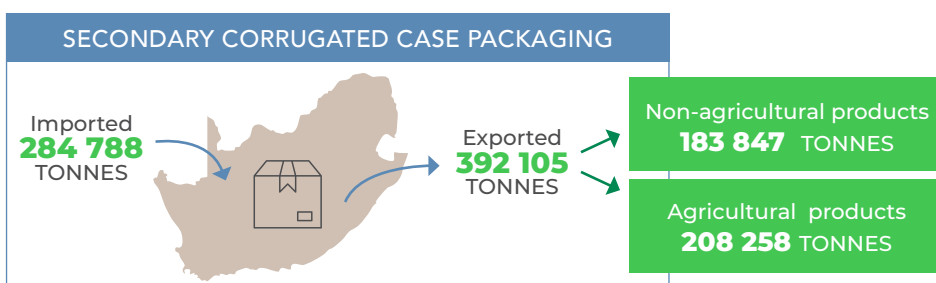 SECONDARY CORRUGATED CASE PACKAGING
Imported
284 788
TONNES
Exported
392 105
TONNES
Non-agricultural products
183 847 TONNES
Agricultural products
208 258 TONNES